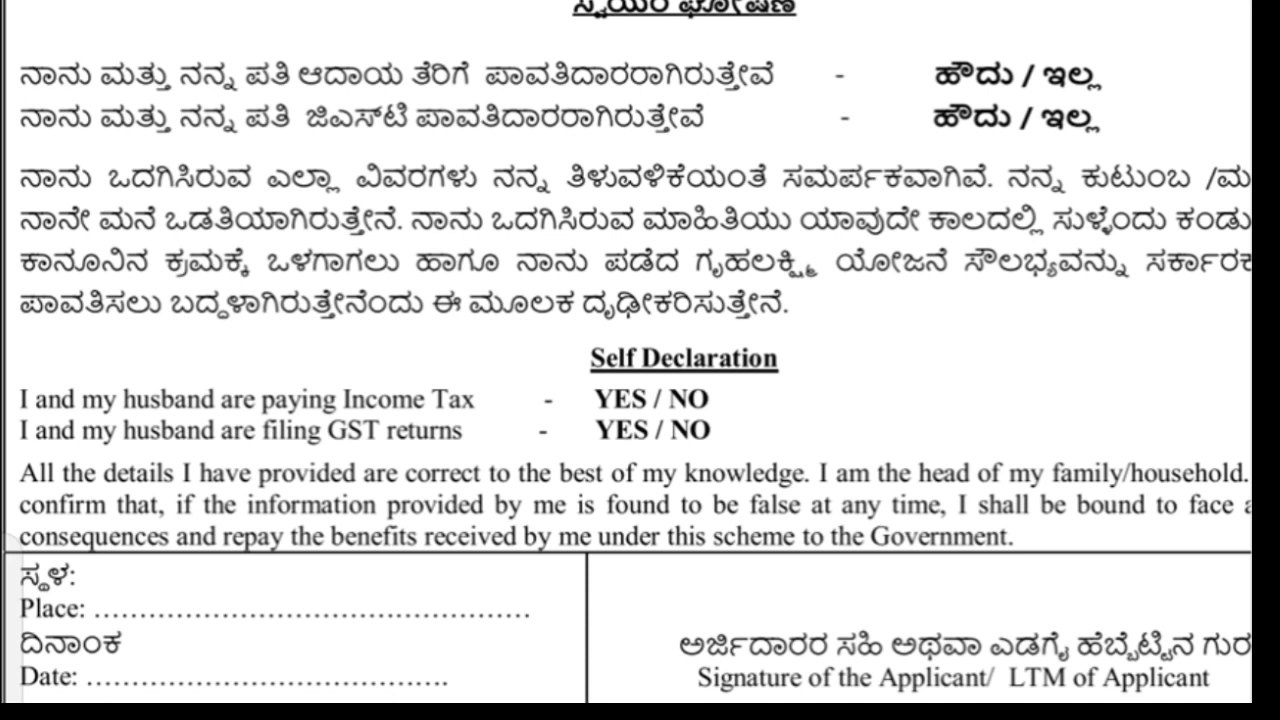 ಸ್ವಯಂ ಘೋಷಣೆ
ನಾನು ಮತ್ತು ನನ್ನ ಪತಿ ಆದಾಯ ತೆರಿಗೆ ಪಾವತಿದಾರರಾಗಿರುತ್ತೇವೆ - ಹೌದು / ಇಲ್ಲ
ನಾನು ಮತ್ತು ನನ್ನ ಪತಿ ಜಿಎಸ್‌ಟಿ ಪಾವತಿದಾರರಾಗಿರುತ್ತೇವೆ - ಹೌದು / ಇಲ್ಲ
ನಾನು ಒದಗಿಸಿರುವ ಎಲ್ಲಾ ವಿವರಗಳು ನನ್ನ ತಿಳುವಳಿಕೆಯಂತೆ ಸಮರ್ಪಕವಾಗಿವೆ. ನನ್ನ ಕುಟುಂಬ /ಮ
ನಾನೇ ಮನೆ ಒಡತಿಯಾಗಿರುತ್ತೇನೆ. ನಾನು ಒದಗಿಸಿರುವ ಮಾಹಿತಿಯು ಯಾವುದೇ ಕಾಲದಲ್ಲಿ ಸುಳ್ಳೆಂದು ಕಂಡು
ಕಾನೂನಿನ ಕ್ರಮಕ್ಕೆ ಒಳಗಾಗಲು ಹಾಗೂ ನಾನು ಪಡೆದ ಗೃಹಲಕ್ಷ್ಮಿ ಯೋಜನೆ ಸೌಲಭ್ಯವನ್ನು ಸರ್ಕಾರಕ
ಪಾವತಿಸಲು ಬದ್ಧಳಾಗಿರುತ್ತೇನೆಂದು ಈ ಮೂಲಕ ದೃಢೀಕರಿಸುತ್ತೇನೆ.
Self Declaration
I and my husband are paying Income Tax - YES / NO
I and my husband are filing GST returns - YES / NO
All the details I have provided are correct to the best of my knowledge. I am the head of my family/household.
confirm that, if the information provided by me is found to be false at any time, I shall be bound to face
consequences and repay the benefits received by me under this scheme to the Government.
ಸ್ಥಳ:
Place: ..........................................
ದಿನಾಂಕ
Date: ..........................................
ಅರ್ಜಿದಾರರ ಸಹಿ ಅಥವಾ ಎಡಗೈ ಹೆಬ್ಬೆಟ್ಟಿನ ಗುರ
Signature of the Applicant/ LTM of Applicant